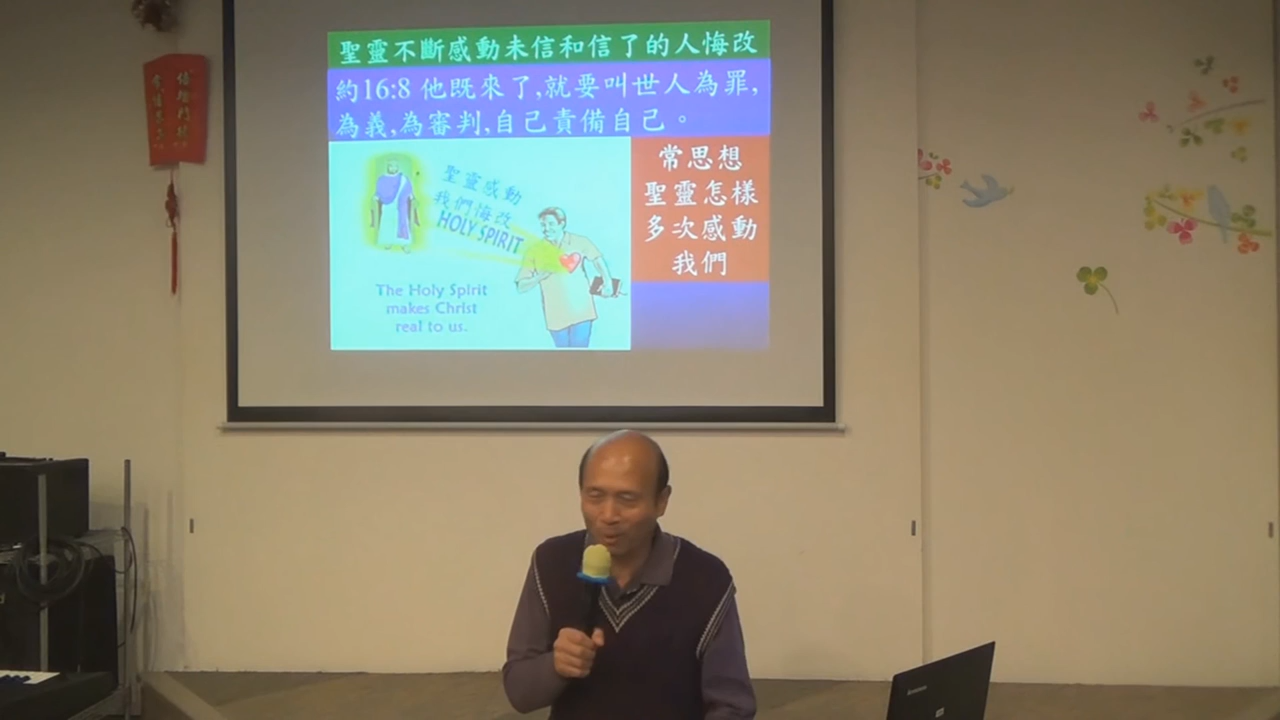 聖靈不斷感動未信和信了的人悔改
約16:8 他既來了,就要叫世人為罪,
為義,為審判,自己責備自己。
聖靈感動
我們悔改
HOLY SPIRIT
The Holy Spirit
makes Christ
real to us.
常思想
聖靈怎樣
多次感動
我們
lenovo